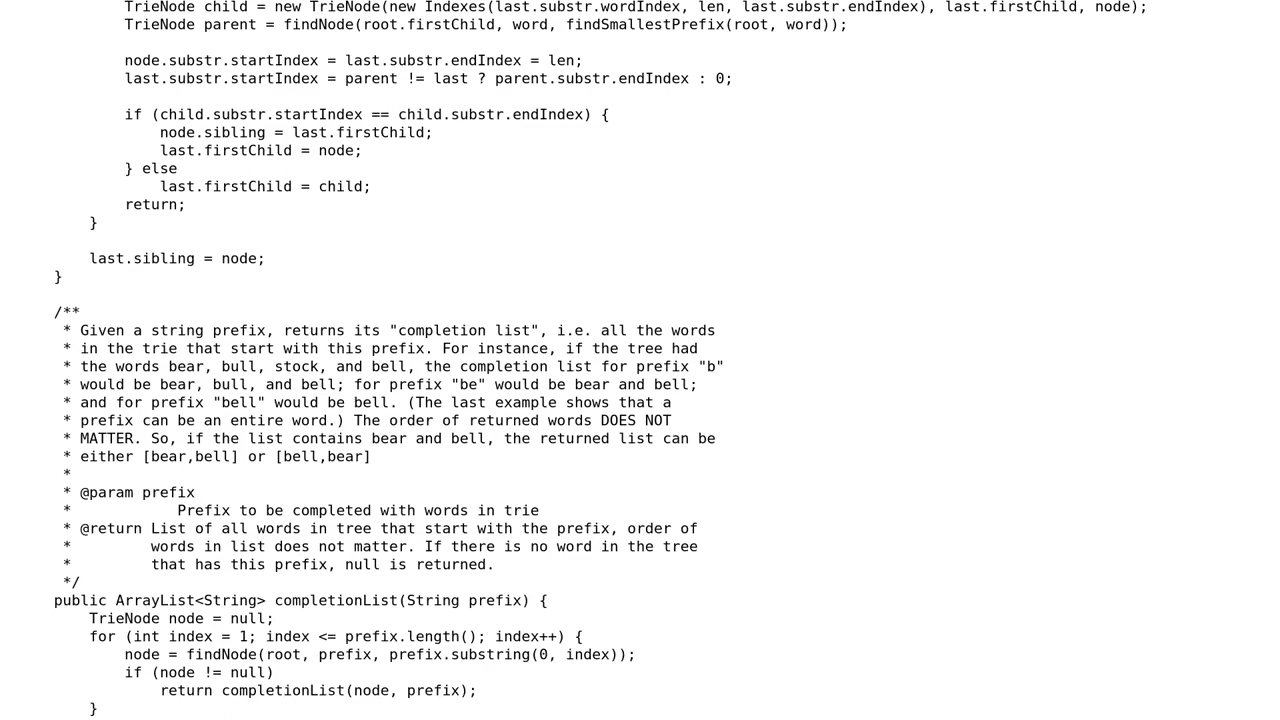 TrieNode child = new TrieNode(new Indexes(last.substr.wordIndex, len, last.substr.endIndex), last.firstChild, node);
TrieNode parent = findNode(root.firstChild, word, findSmallestPrefix(root, word));
node.substr.startIndex = last.substr.endIndex = len;
last.substr.startIndex = parent != last ? parent.substr.endIndex : 0;
if (child.substr.startIndex == child.substr.endIndex) {
node.sibling = last.firstChild;
last.firstChild = node;
} else
last.firstChild = child;
return;
}
last.sibling = node;
}
/**
* Given a string prefix, returns its "completion list", i.e. all the words
* in the trie that start with this prefix. For instance, if the tree had
* the words bear, bull, stock, and bell, the completion list for prefix "b"
* would be bear, bull, and bell; for prefix "be" would be bear and bell;
* and for prefix "bell" would be bell. (The last example shows that a
* prefix can be an entire word.) The order of returned words DOES NOT
* MATTER. So, if the list contains bear and bell, the returned list can be
* either [bear,bell] or [bell,bear]
*
* @param prefix
* Prefix to be completed with words in trie
* @return List of all words in tree that start with the prefix, order of
* words in list does not matter. If there is no word in the tree
* that has this prefix, null is returned.
*/
public ArrayList<String> completionList(String prefix) {
TrieNode node = null;
for (int index = 1; index <= prefix.length(); index++) {
node = findNode(root, prefix, prefix.substring(0, index));
if (node != null)
return completionList(node, prefix);
}